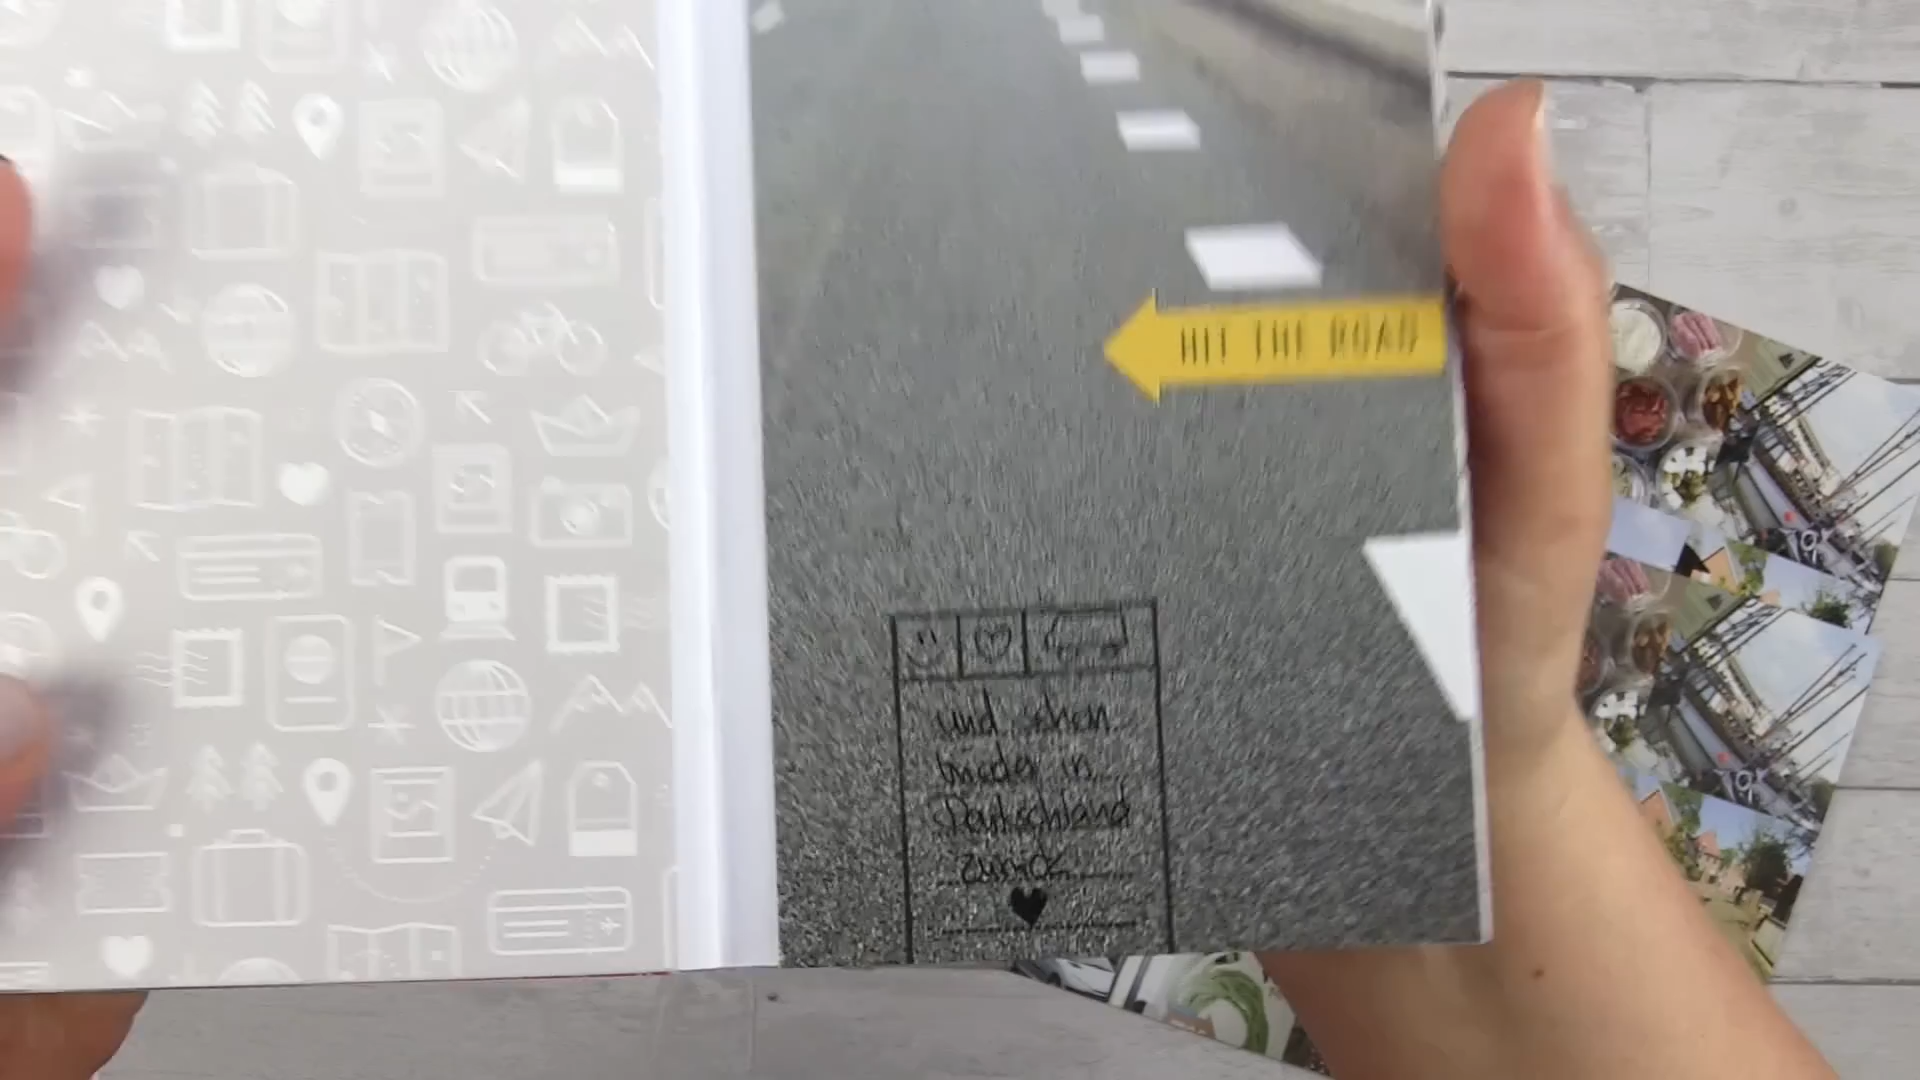 HIT THE ROAD
und schon
wieder in
Deutschland
zurück